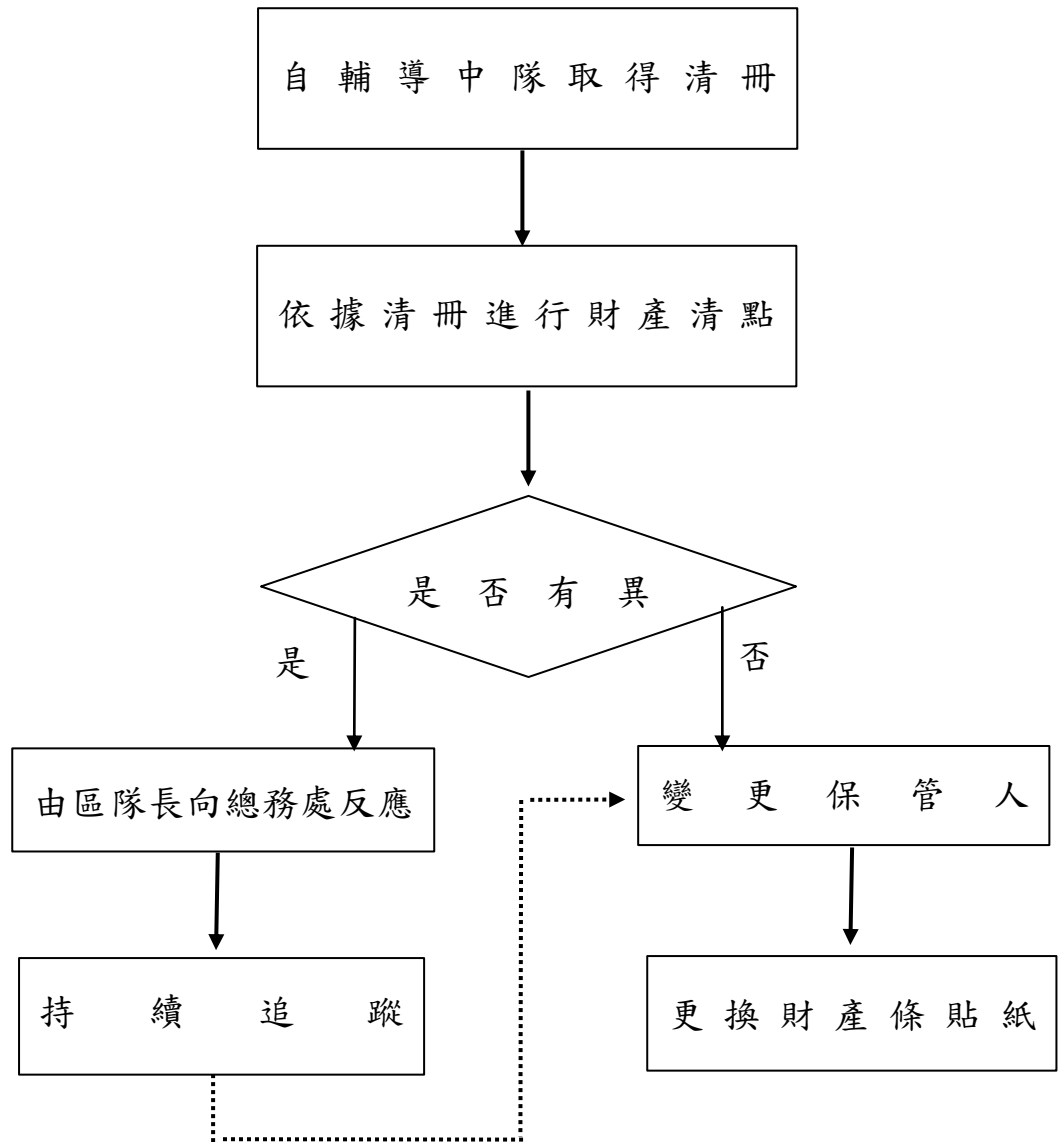 自輔導中隊取得清冊
依據清冊進行財產清點
是否有異
是
否
由區隊長向總務處反應
變更保管人
持續追蹤
更換財產條貼紙